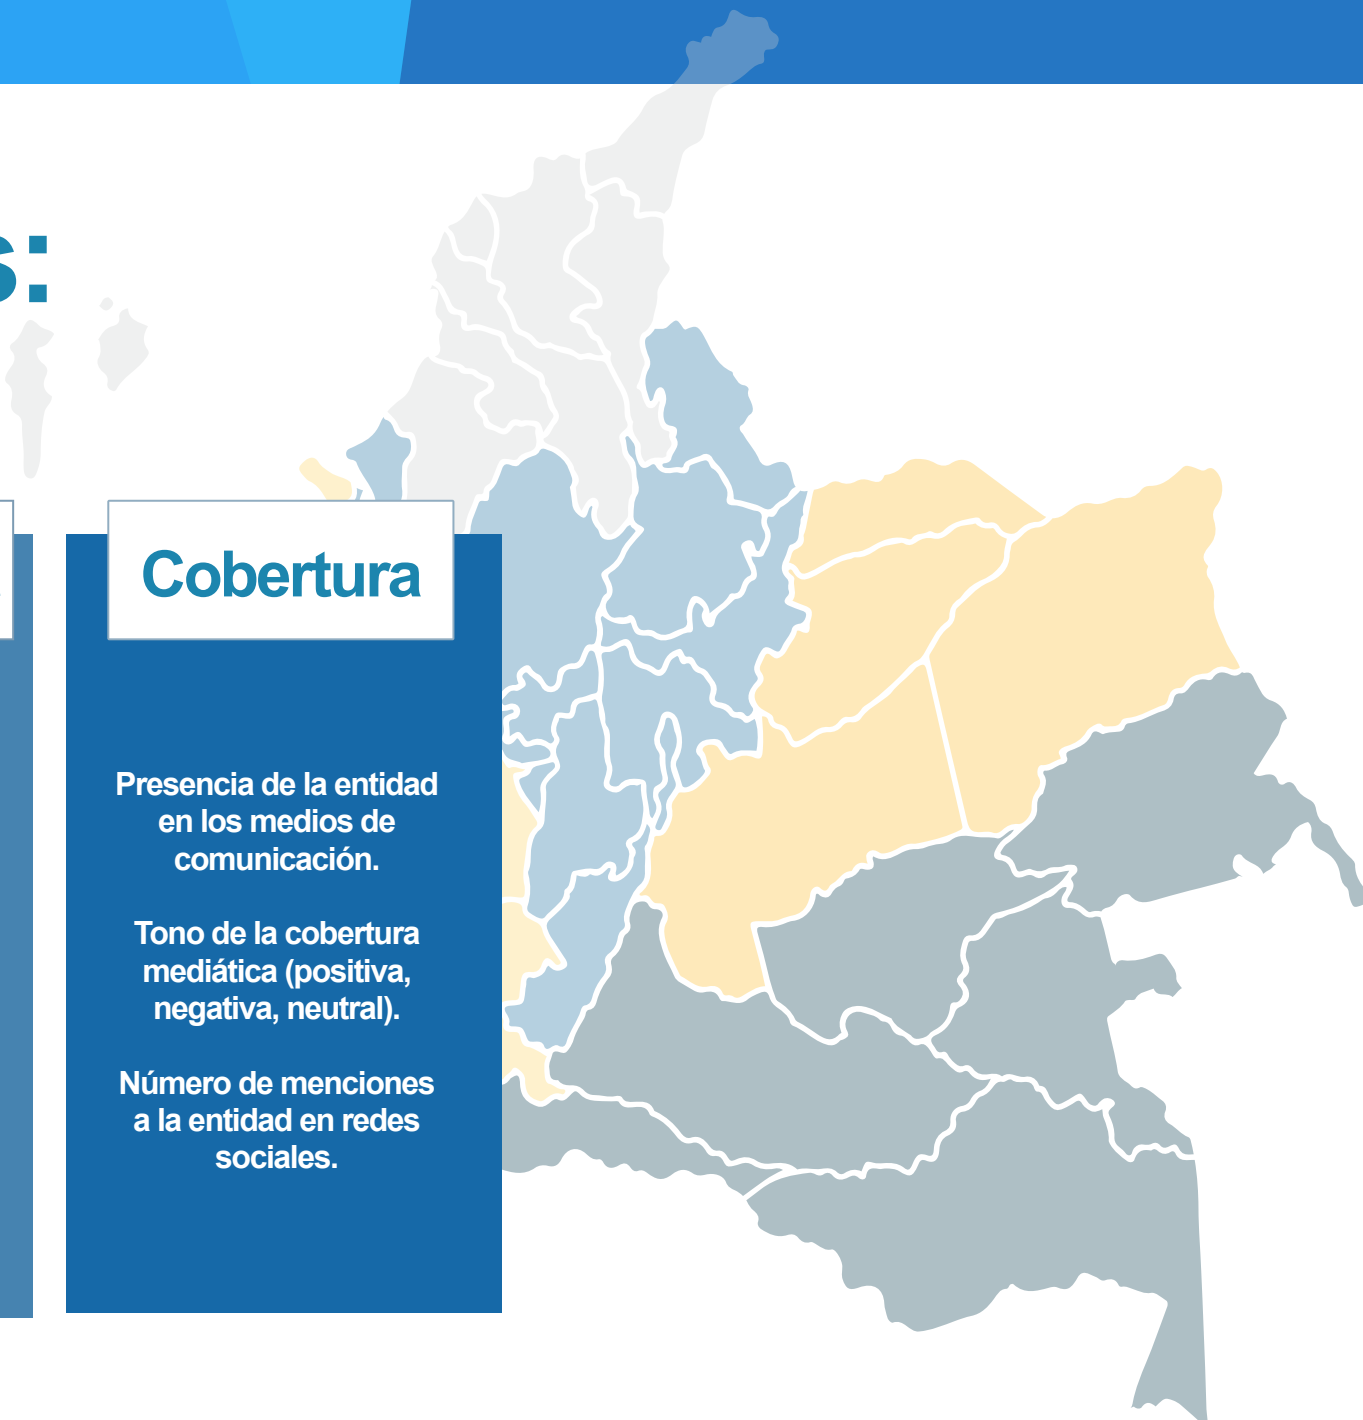 s:
Cobertura
Presencia de la entidad
en los medios de
comunicación.
Tono de la cobertura
mediática (positiva,
negativa, neutral).
Número de menciones
a la entidad en redes
sociales.